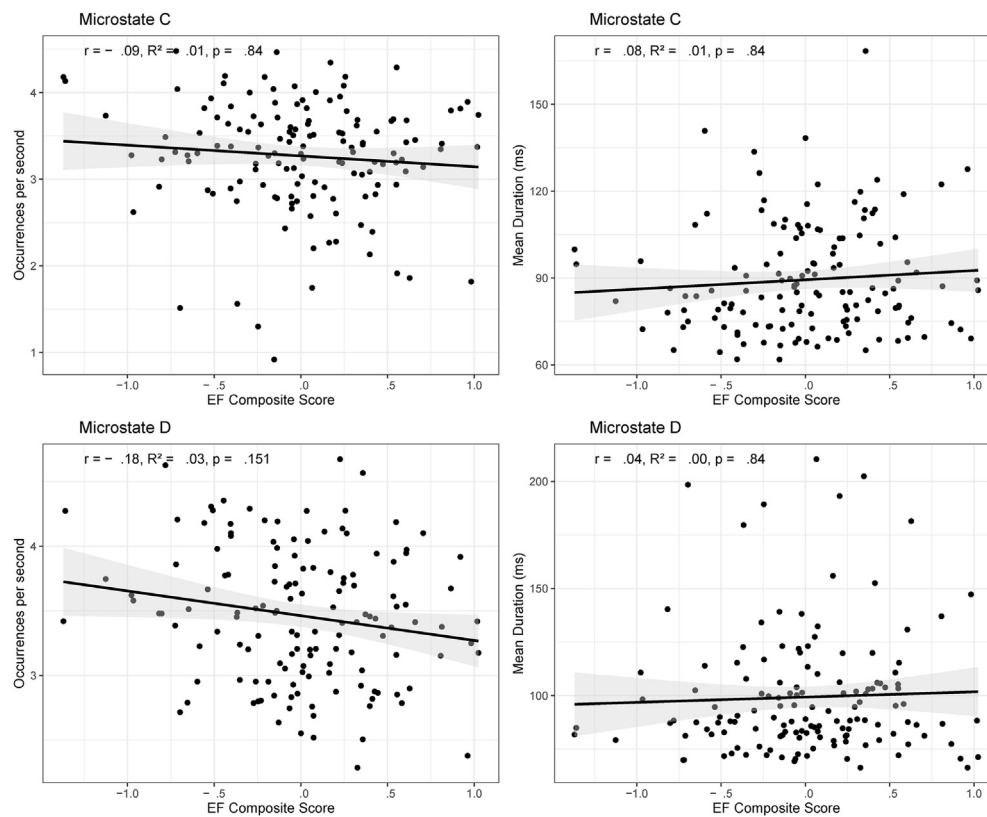 Microstate C
r = − .09, R² = .01, p = .84
Occurrences per second
4
3
2
1
−1.0 − .5 .0 .5 1.0
EF Composite Score
Microstate C
r = .08, R² = .01, p = .84
Mean Duration (ms)
150
120
90
60
−1.0 − .5 .0 .5 1.0
EF Composite Score
Microstate D
r = − .18, R² = .03, p = .151
Occurrences per second
4
3
−1.0 − .5 .0 .5 1.0
EF Composite Score
Microstate D
r = .04, R² = .00, p = .84
Mean Duration (ms)
200
150
100
−1.0 − .5 .0 .5 1.0
EF Composite Score